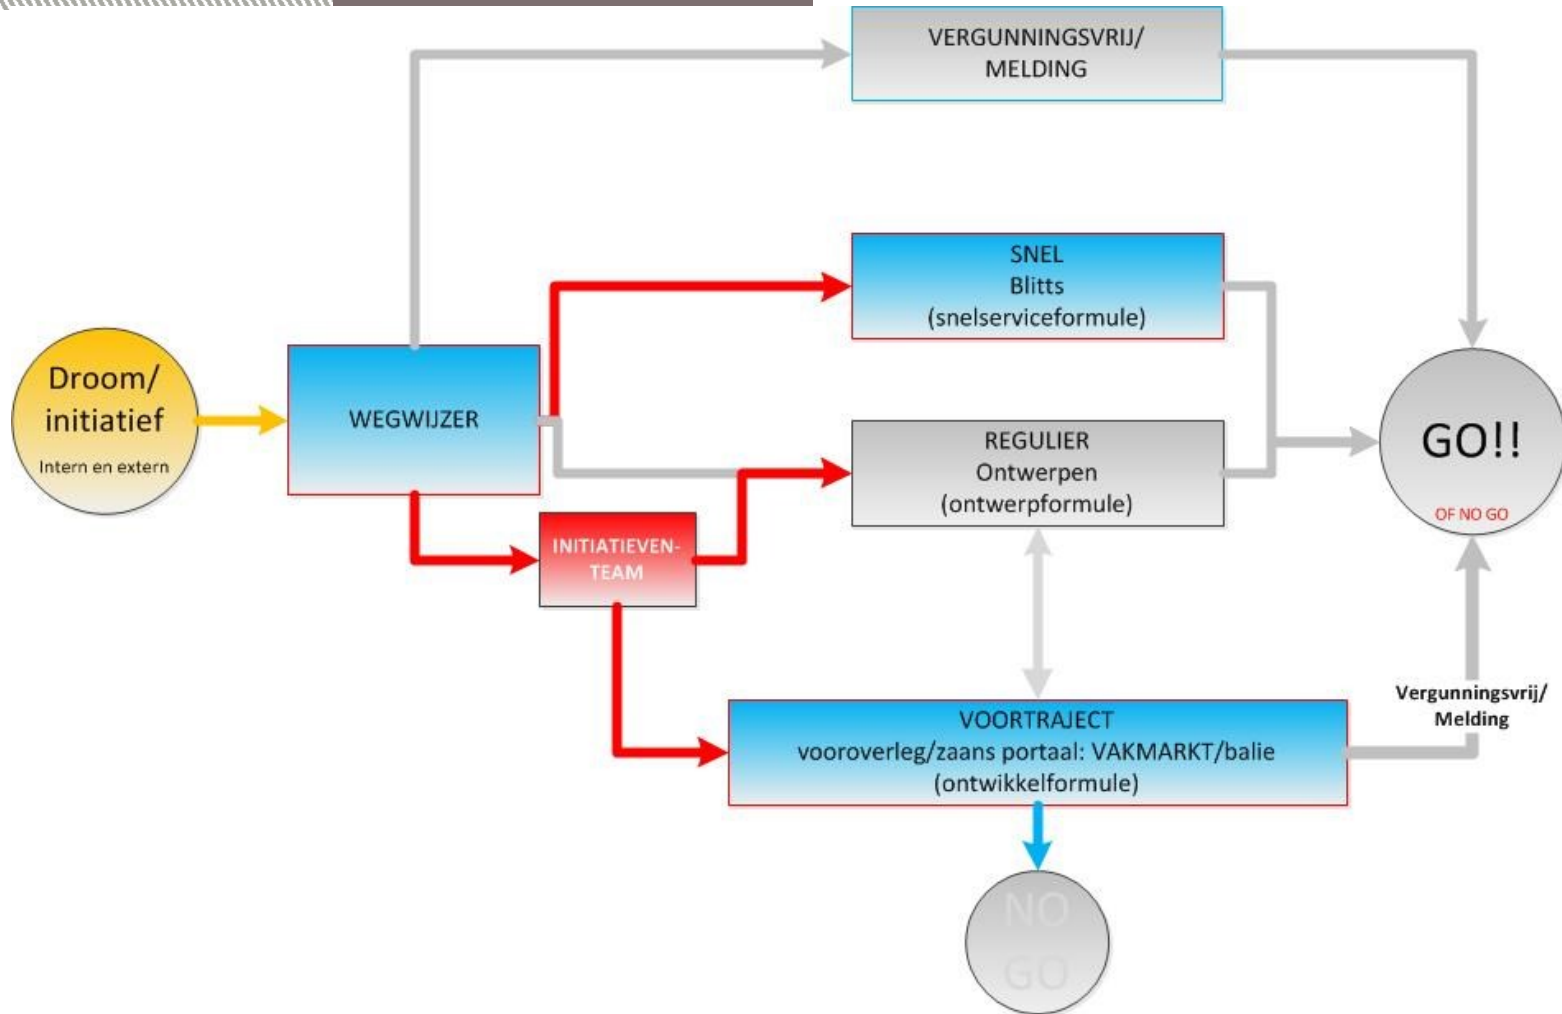 VERGUNNINGSVRIJ/
MELDING
SNEL
Blitts
(snelserviceformule)
Droom/
initiatief
Intern en extern
WEGWIJZER
REGULIER
Ontwerpen
(ontwerpformule)
GO!!
OF NO GO
INITIATIEVEN-
TEAM
Vergunningsvrij/
Melding
VOORTRAJECT
vooroverleg/zaans portaal: VAKMARKT/balie
(ontwikkelformule)
NO
GO